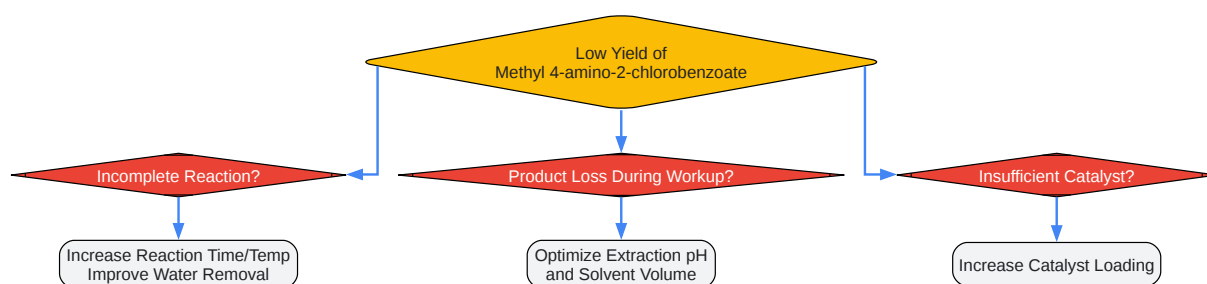 Low Yield of
Methyl 4-amino-2-chlorobenzoate
Incomplete Reaction?
Product Loss During Workup?
Insufficient Catalyst?
Increase Reaction Time/Temp
Improve Water Removal
Optimize Extraction pH
and Solvent Volume
Increase Catalyst Loading